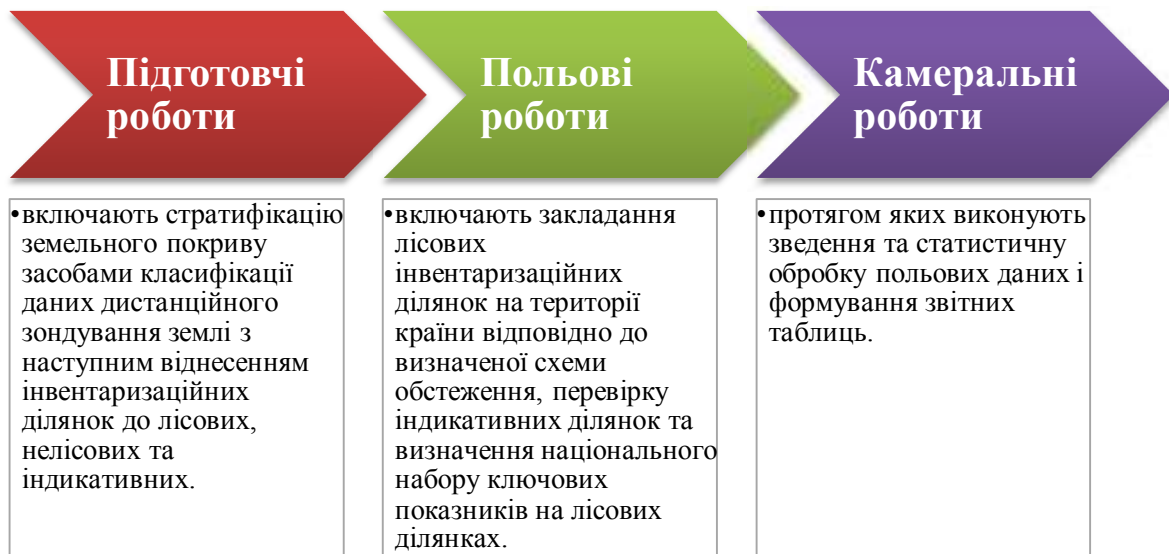 Підготовчі
роботи
•включають стратифікацію
земельного покриву
засобами класифікації
даних дистанційного
зондування землі з
наступним віднесенням
інвентаризаційних
ділянок до лісових,
нелісових та
індикативних.
Польові
роботи
•включають закладання
лісових
інвентаризаційних
ділянок на території
країни відповідно до
визначеної схеми
обстеження, перевірку
індикативних ділянок та
визначення національного
набору ключових
показників на лісових
ділянках.
Камеральні
роботи
•протягом яких виконують
зведення та статистичну
обробку польових даних і
формування звітних
таблиць.